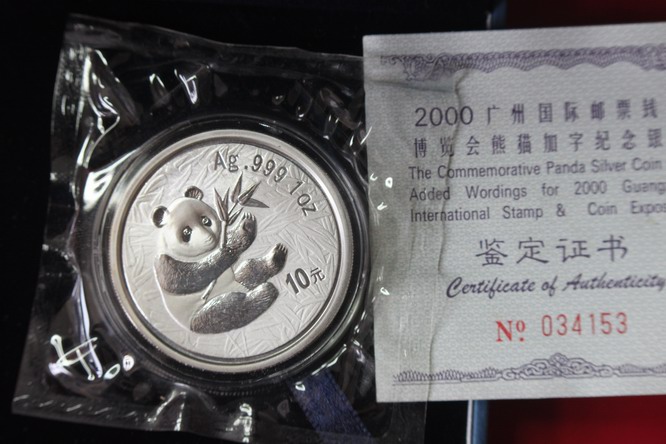 Ag.999 1oz
10元
2000 广州国际邮票钱
博览会熊猫加字纪念银
The Commemorative Panda Silver Coin
Added Wordings for 2000 Guang
International Stamp & Coin Expos
鉴定证书
Certificate of Authenticity
Nº 034153